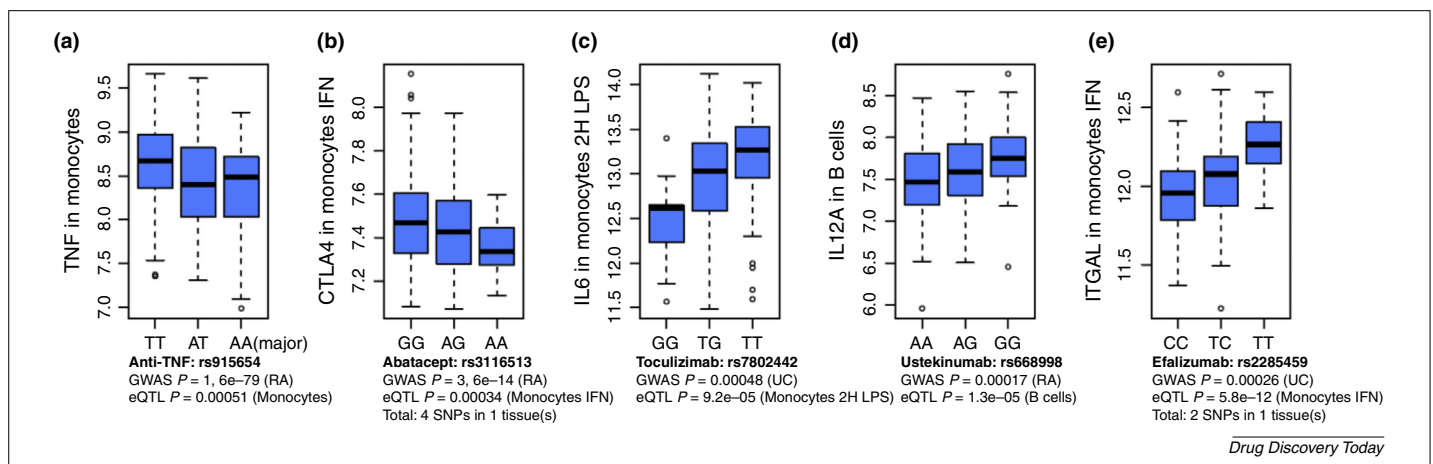 (a)
TNF in monocytes
9.5
9.0
8.5
8.0
7.5
7.0
TT AT AA(major)
Anti-TNF: rs915654
GWAS P = 1, 6e–79 (RA)
eQTL P = 0.00051 (Monocytes)
(b)
CTLA4 in monocytes IFN
8.0
7.8
7.6
7.4
7.2
GG AG AA
Abatacept: rs3116513
GWAS P = 3, 6e–14 (RA)
eQTL P = 0.00034 (Monocytes IFN)
Total: 4 SNPs in 1 tissue(s)
(c)
IL6 in monocytes 2H LPS
14.0
13.5
13.0
12.5
12.0
11.5
GG TG TT
Toculizimab: rs7802442
GWAS P = 0.00048 (UC)
eQTL P = 9.2e–05 (Monocytes 2H LPS)
(d)
IL12A in B cells
8.5
8.0
7.5
7.0
6.5
6.0
AA AG GG
Ustekinumab: rs668998
GWAS P = 0.00017 (RA)
eQTL P = 1.3e–05 (B cells)
(e)
ITGAL in monocytes IFN
12.5
12.0
11.5
CC TC TT
Efalizumab: rs2285459
GWAS P = 0.00026 (UC)
eQTL P = 5.8e–12 (Monocytes IFN)
Total: 2 SNPs in 1 tissue(s)
Drug Discovery Today